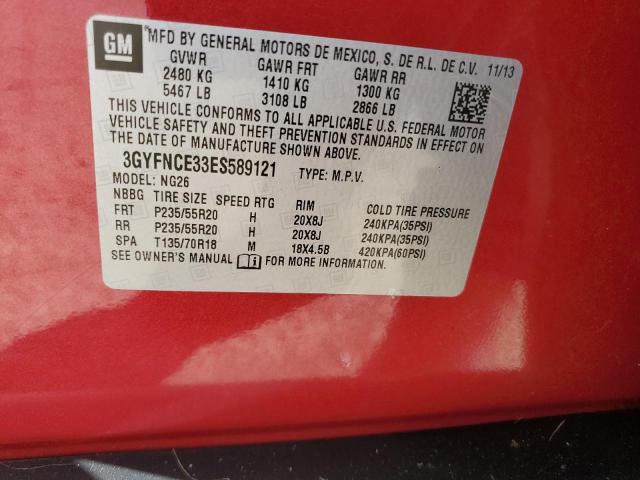 GM ®MFD BY GENERAL MOTORS DE MEXICO, S. DE R.L. DE C.V. 11/13
GVWR GAWR FRT GAWR RR
2480 KG 1410 KG 1300 KG
5467 LB 3108 LB 2866 LB
THIS VEHICLE CONFORMS TO ALL APPLICABLE U.S. FEDERAL MOTOR
VEHICLE SAFETY AND THEFT PREVENTION STANDARDS IN EFFECT ON
THE DATE OF MANUFACTURE SHOWN ABOVE.
3GYFNCE33ES589121 TYPE: M.P.V.
MODEL: NG26
NBBG TIRE SIZE SPEED RTG RIM COLD TIRE PRESSURE
FRT P235/55R20 H 20X8J 240KPA(35PSI)
RR P235/55R20 H 20X8J 240KPA(35PSI)
SPA T135/70R18 M 18X4.5B 420KPA(60PSI)
SEE OWNER'S MANUAL FOR MORE INFORMATION.